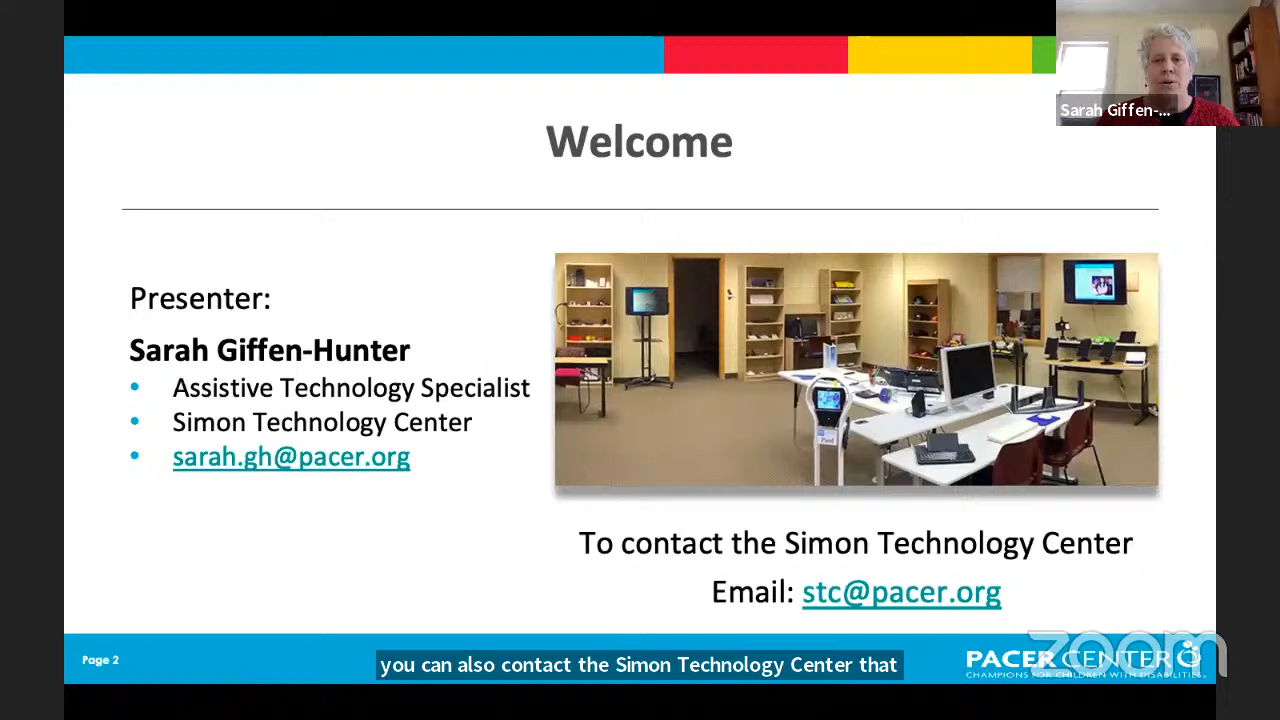 Welcome
Sarah Giffen-...
Presenter:
Sarah Giffen-Hunter
• Assistive Technology Specialist
• Simon Technology Center
• sarah.gh@pacer.org
To contact the Simon Technology Center
Email: stc@pacer.org
Page 2
you can also contact the Simon Technology Center that
PACER CENTER
CHAMPIONS FOR CHILDREN WITH DISABILITIES
zoom